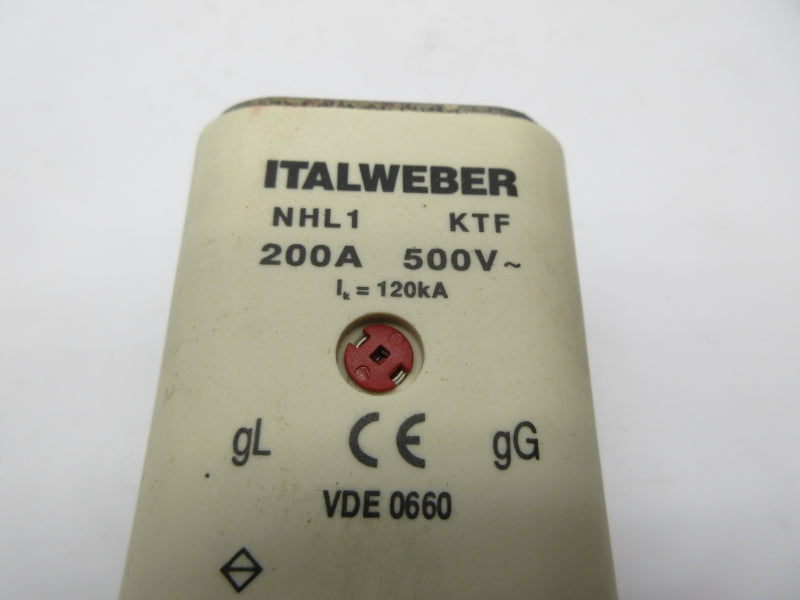 ITALWEBER
NHL1 KTF
200A 500V~
Ik = 120kA
gL CE gG
VDE 0660